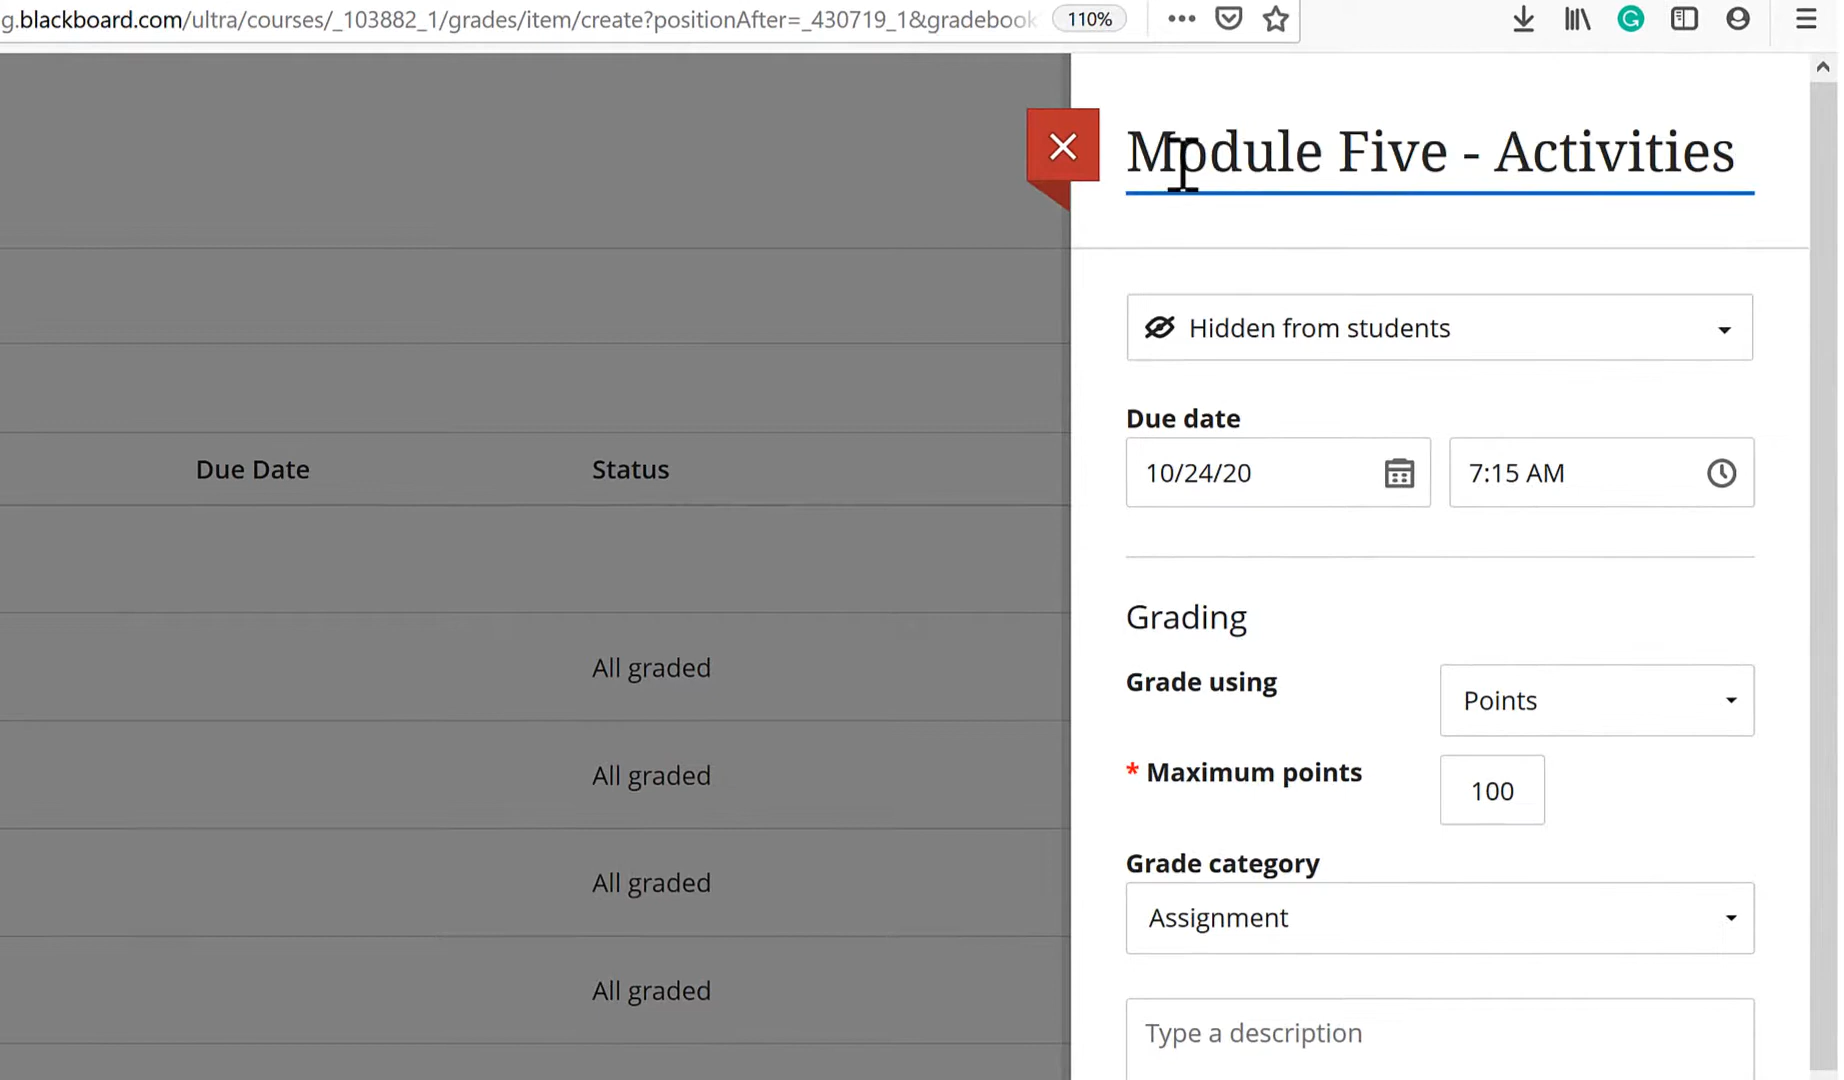 g.blackboard.com/ultra/courses/_103882_1/grades/item/create?positionAfter=_430719_1&gradebook
110%
Module Five - Activities
Hidden from students
Due date
10/24/20
7:15 AM
Due Date
Status
Grading
All graded
Grade using
Points
All graded
* Maximum points
100
Grade category
All graded
Assignment
All graded
Type a description